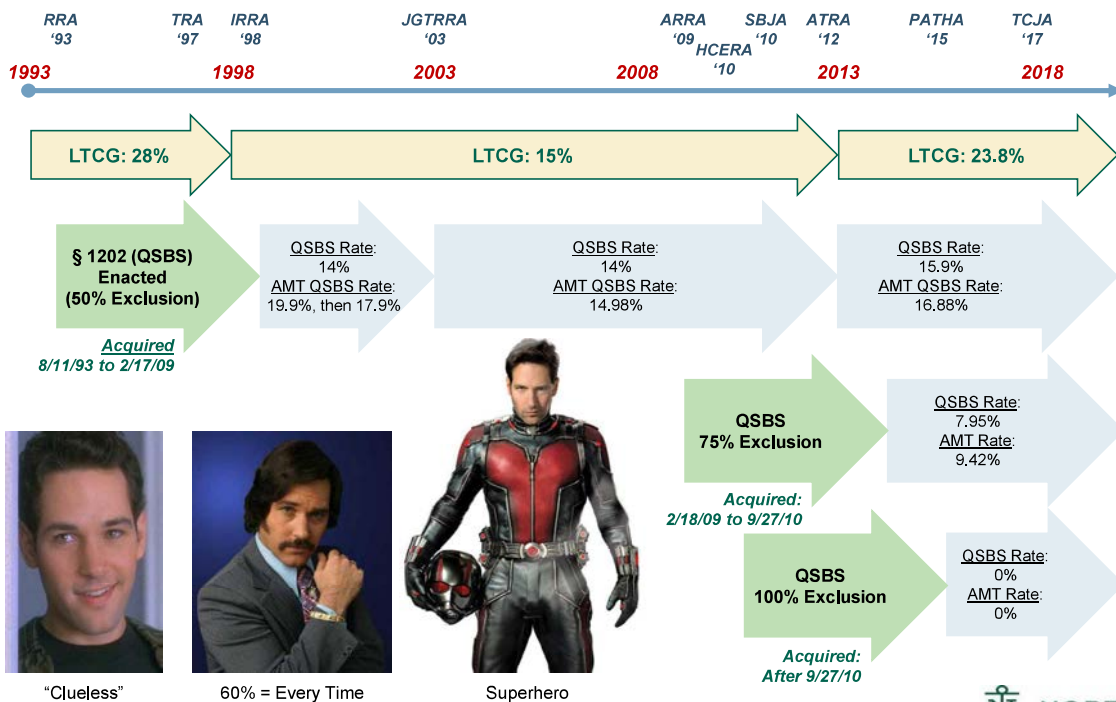 RRA
‘93
TRA
‘97
IRRA
‘98
JGTRRA
‘03
ARRA
‘09
HCERA
‘10
SBJA
‘10
ATRA
‘12
PATHA
‘15
TCJA
‘17
1993
1998
2003
2008
2013
2018
LTCG: 28%
LTCG: 15%
LTCG: 23.8%
§ 1202 (QSBS)
Enacted
(50% Exclusion)
Acquired
8/11/93 to 2/17/09
QSBS Rate:
14%
AMT QSBS Rate:
19.9%, then 17.9%
QSBS Rate:
14%
AMT QSBS Rate:
14.98%
QSBS Rate:
15.9%
AMT QSBS Rate:
16.88%
QSBS
75% Exclusion
Acquired:
2/18/09 to 9/27/10
QSBS Rate:
7.95%
AMT Rate:
9.42%
QSBS
100% Exclusion
Acquired:
After 9/27/10
QSBS Rate:
0%
AMT Rate:
0%
“Clueless”
60% = Every Time
Superhero